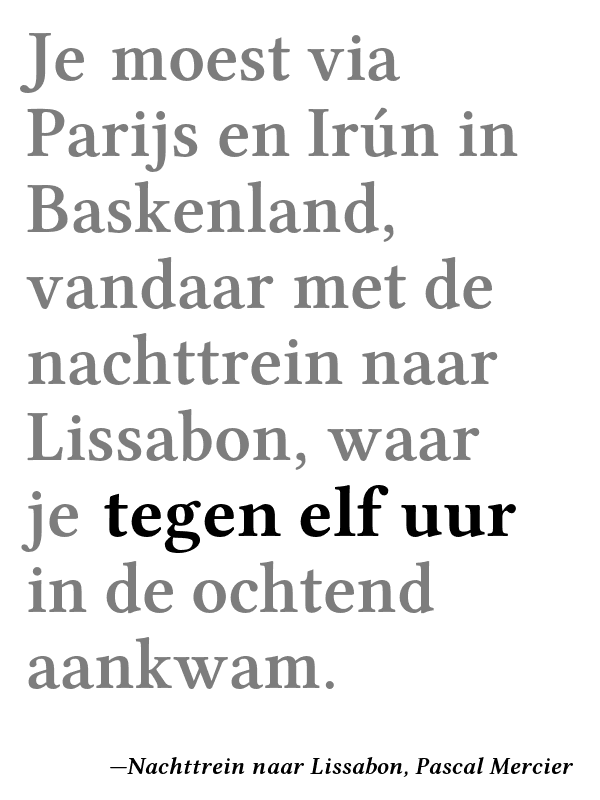 Je moest via
Parijs en Irún in
Baskenland,
vandaar met de
nachttrein naar
Lissabon, waar
je tegen elf uur
in de ochtend
aankwam.
—Nachttrein naar Lissabon, Pascal Mercier